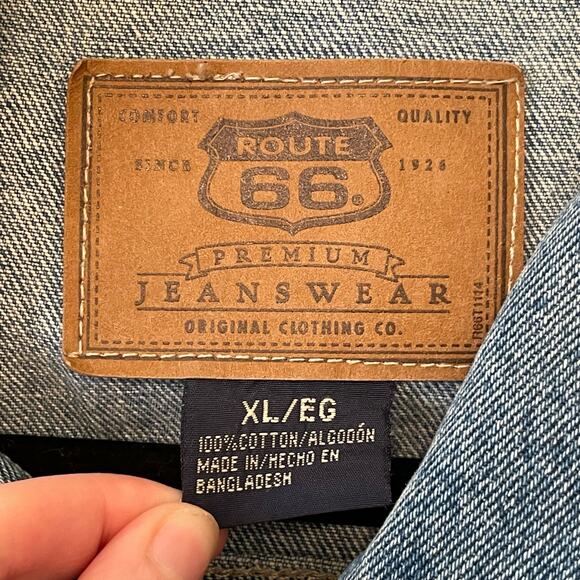 COMFORT QUALITY
ROUTE
SINCE 1926
66®
PREMIUM
JEANSWEAR
ORIGINAL CLOTHING CO.
R66T1114
XL/EG
100%COTTON/ALGODÓN
MADE IN/HECHO EN
BANGLADESH